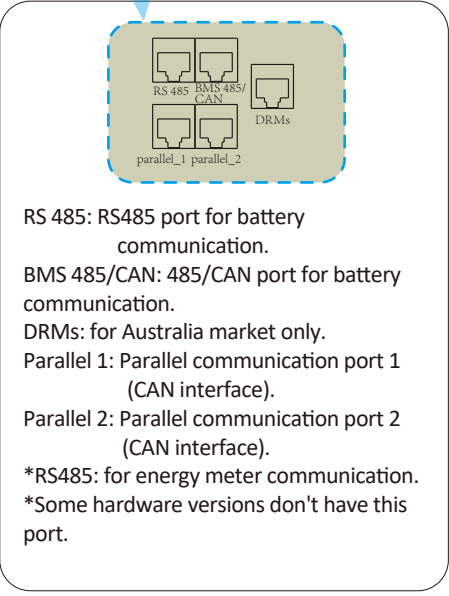 RS 485 BMS 485/
CAN
DRMs
parallel_1 parallel_2
RS 485: RS485 port for battery
communication.
BMS 485/CAN: 485/CAN port for battery
communication.
DRMs: for Australia market only.
Parallel 1: Parallel communication port 1
(CAN interface).
Parallel 2: Parallel communication port 2
(CAN interface).
*RS485: for energy meter communication.
*Some hardware versions don't have this
port.